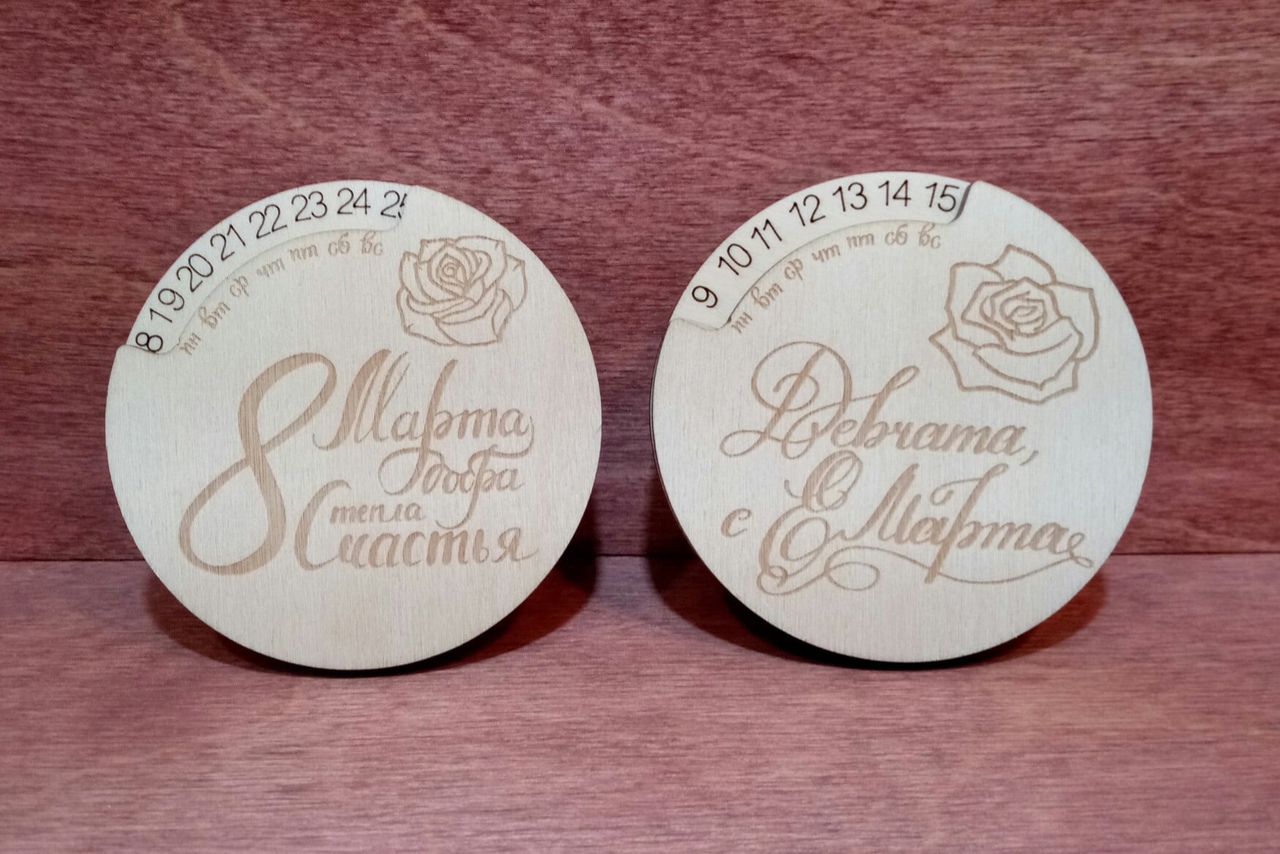 8 19 20 21 22 23 24 25
пн вт ср чт пт сб вс
8 Марта
добра
тепла
Счастья
9 10 11 12 13 14 15
пн вт ср чт пт сб вс
Девчата,
с 8 Марта